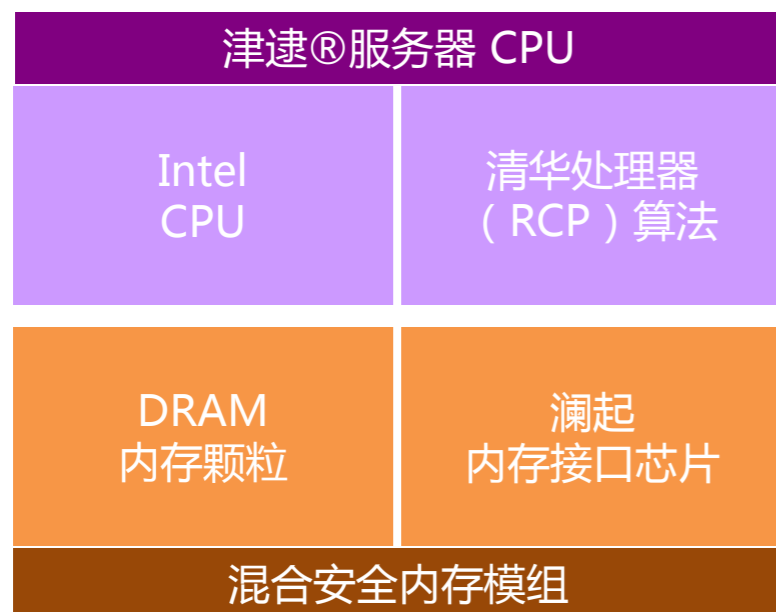 津逮®服务器 CPU
Intel
CPU
清华处理器
（RCP）算法
DRAM
内存颗粒
澜起
内存接口芯片
混合安全内存模组